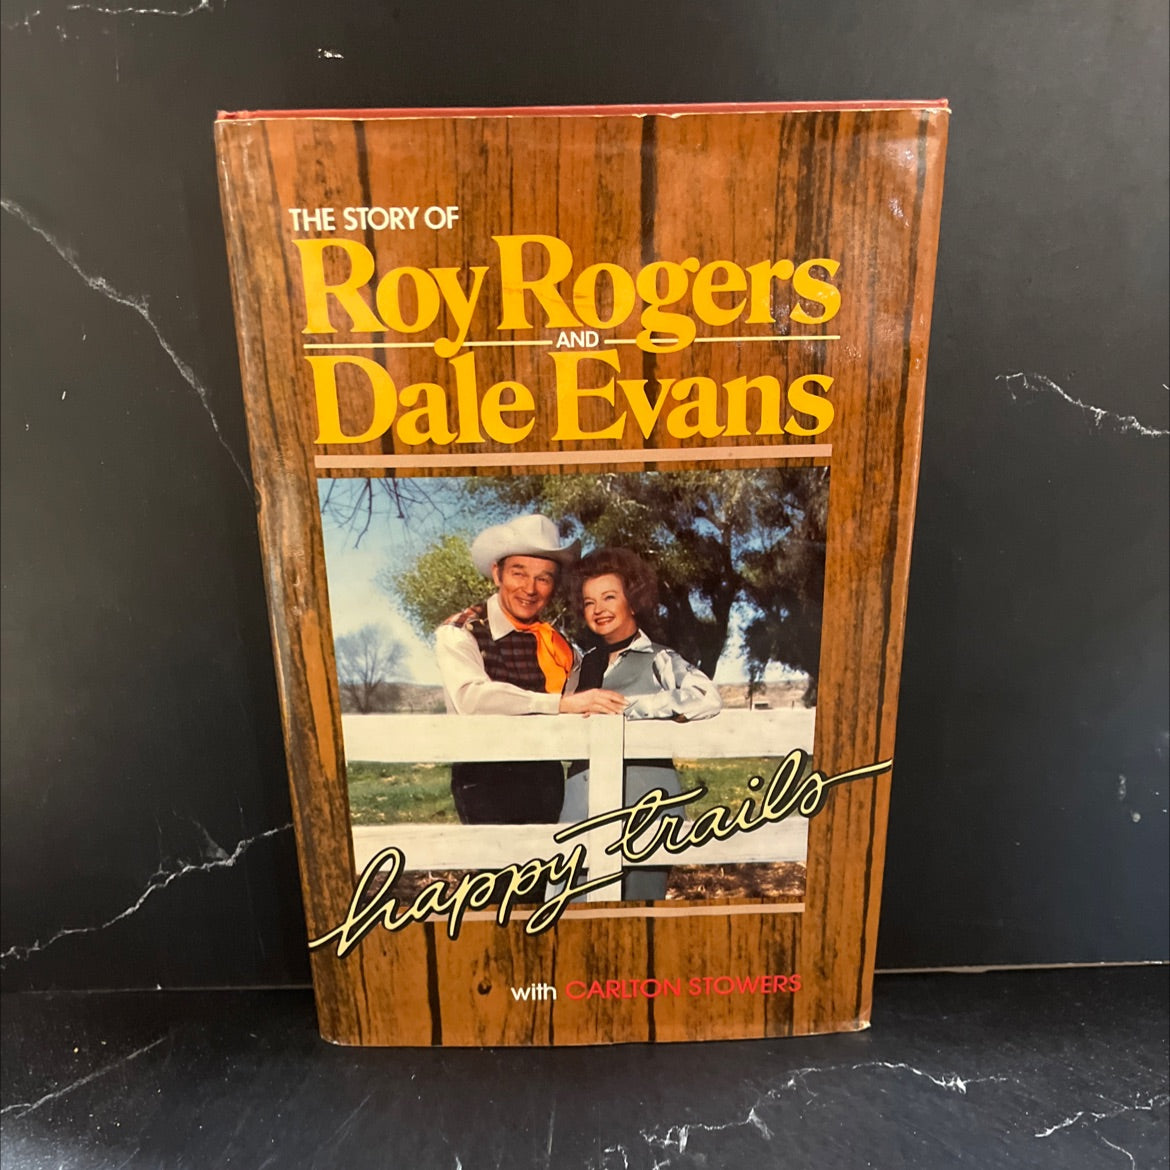 THE STORY OF
Roy Rogers
AND
Dale Evans
happy trails
with CARLTON STOWERS